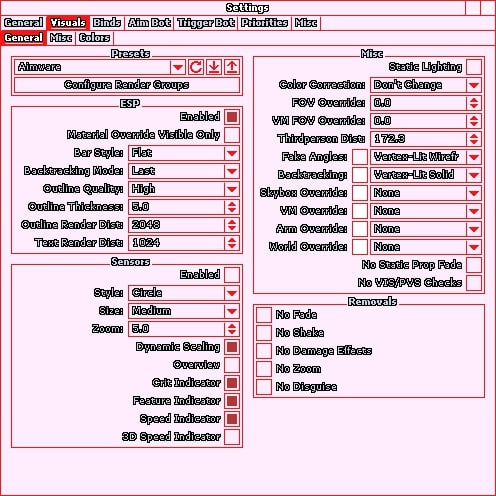 Settings
General Visuals Binds Aim Bot Trigger Bot Priorities Misc
General Misc Colors
Presets
Aimware
Configure Render Groups
ESP
Enabled
Material Override Visible Only
Bar Style: Flat
Backtracking Mode: Last
Outline Quality: High
Outline Thickness: 5.0
Outline Render Dist: 2048
Text Render Dist: 1024
Sensors
Enabled
Style: Circle
Size: Medium
Zoom: 5.0
Dynamic Scaling
Overview
Crit Indicator
Feature Indicator
Speed Indicator
3D Speed Indicator
Misc
Static Lighting
Color Correction: Don't Change
FOV Override: 0.0
VM FOV Override: 0.0
Thirdperson Dist: 172.3
Fake Angles: Vertex-Lit Wirefr
Backtracking: Vertex-Lit Solid
Skybox Override: None
VM Override: None
Arm Override: None
World Override: None
No Static Prop Fade
No VIS/PVS Checks
Removals
No Fade
No Shake
No Damage Effects
No Zoom
No Disguise